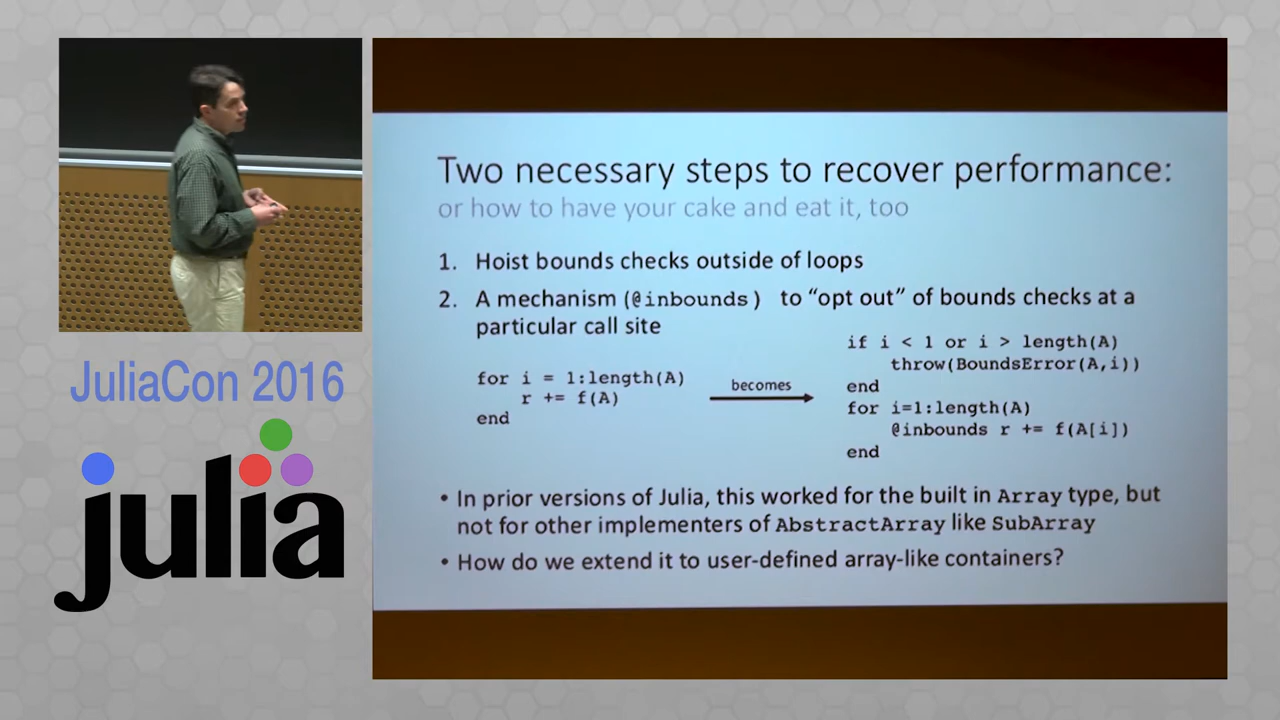 Two necessary steps to recover performance:
or how to have your cake and eat it, too
1. Hoist bounds checks outside of loops
2. A mechanism (@inbounds) to “opt out” of bounds checks at a
particular call site
for i = 1:length(A)
r += f(A)
end
becomes
if i < 1 or i > length(A)
throw(BoundsError(A,i))
end
for i=1:length(A)
@inbounds r += f(A[i])
end
• In prior versions of Julia, this worked for the built in Array type, but
not for other implementers of AbstractArray like SubArray
• How do we extend it to user-defined array-like containers?
JuliaCon 2016
julia